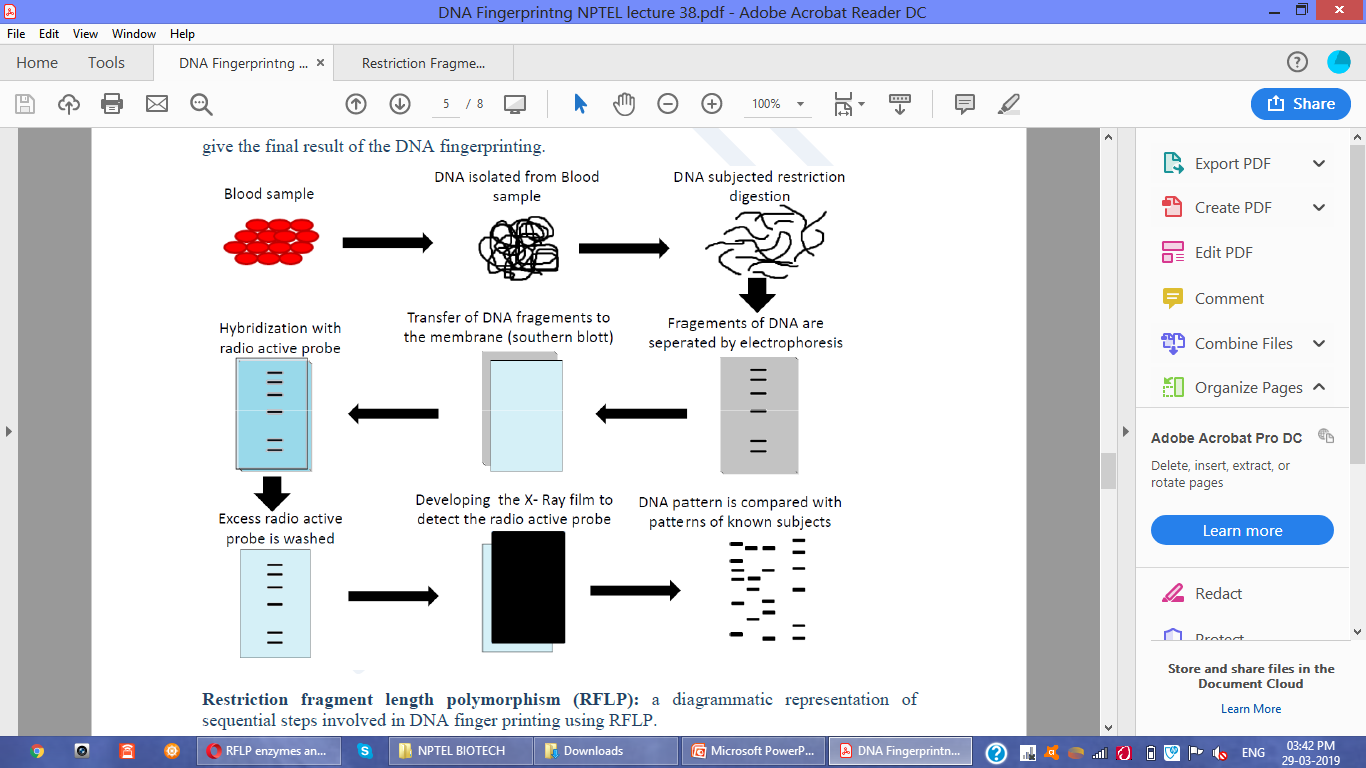 DNA Fingerprintng NPTEL lecture 38.pdf - Adobe Acrobat Reader DC
File Edit View Window Help
Home Tools DNA Fingerprintng ... × Restriction Fragme...
5 / 8 100% Share
give the final result of the DNA fingerprinting.
Blood sample
DNA isolated from Blood
sample
DNA subjected restriction
digestion
Hybridization with
radio active probe
Transfer of DNA fragements to
the membrane (southern blott)
Fragements of DNA are
seperated by electrophoresis
Excess radio active
probe is washed
Developing the X- Ray film to
detect the radio active probe
DNA pattern is compared with
patterns of known subjects
Restriction fragment length polymorphism (RFLP): a diagrammatic representation of
sequential steps involved in DNA finger printing using RFLP.
Export PDF
Create PDF
Edit PDF
Comment
Combine Files
Organize Pages
Adobe Acrobat Pro DC
Delete, insert, extract, or
rotate pages
Learn more
Redact
Protect
Store and share files in the
Document Cloud
Learn More
RFLP enzymes an... NPTEL BIOTECH Downloads Microsoft PowerP... DNA Fingerprintn... ENG 03:42 PM
29-03-2019